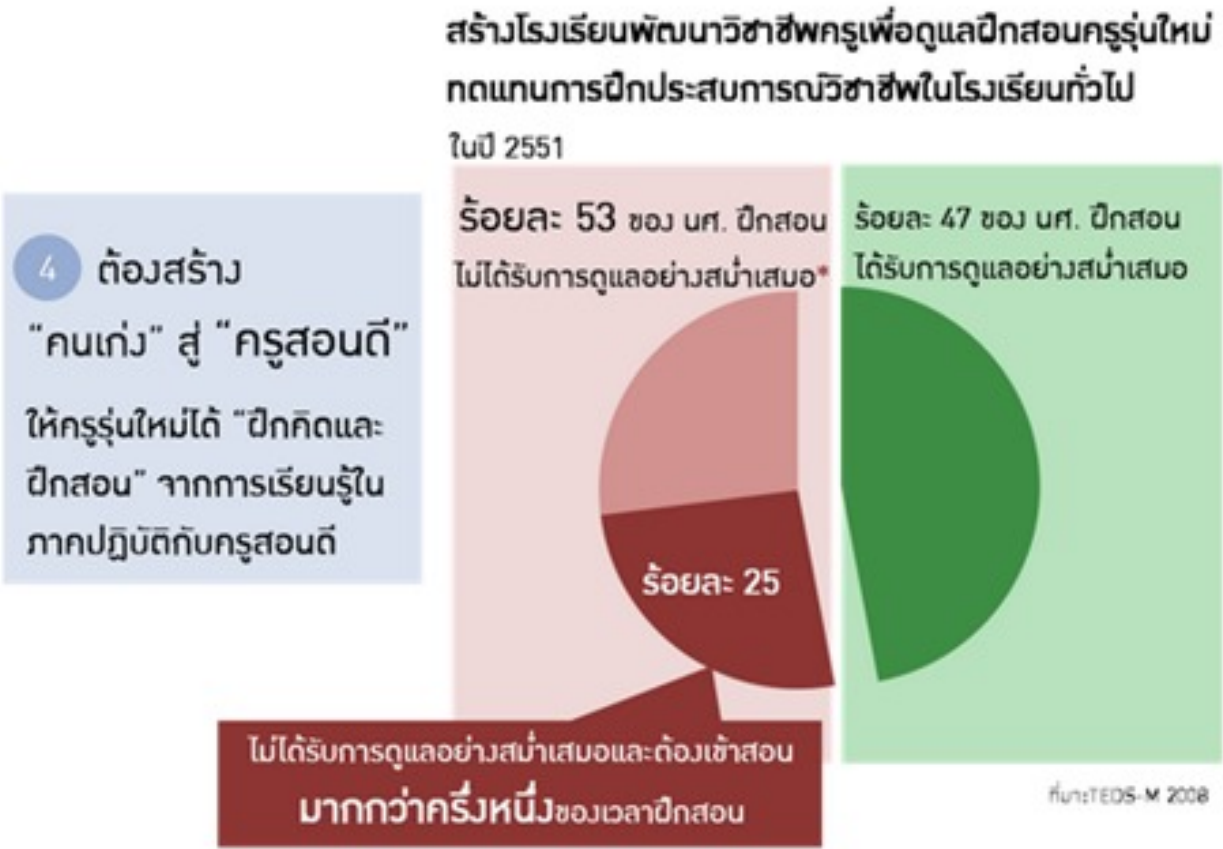 สร้างโรงเรียนพัฒนาวิชาชีพครูเพื่อดูแลฝึกสอนครูรุ่นใหม่
ทดแทนการฝึกประสบการณ์วิชาชีพในโรงเรียนทั่วไป
ในปี 2551
4 ต้องสร้าง
“คนเก่ง” สู่ “ครูสอนดี”
ให้ครูรุ่นใหม่ได้ “ฝึกคิดและ
ฝึกสอน” จากการเรียนรู้ใน
ภาคปฏิบัติกับครูสอนดี
ร้อยละ 53 ของ นศ. ฝึกสอน
ไม่ได้รับการดูแลอย่างสม่ำเสมอ*
ร้อยละ 47 ของ นศ. ฝึกสอน
ได้รับการดูแลอย่างสม่ำเสมอ
ร้อยละ 25
ไม่ได้รับการดูแลอย่างสม่ำเสมอและต้องเข้าสอน
มากกว่าครึ่งหนึ่งของเวลาฝึกสอน
ที่มา:TEDS-M 2008